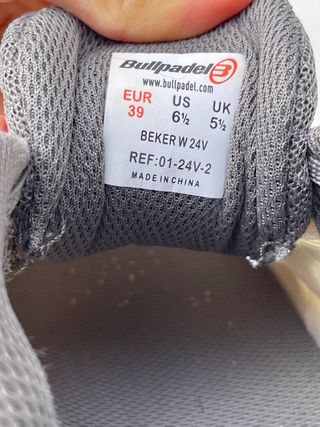 Bullpadel B
www.bullpadel.com
EUR US UK
39 6½ 5½
BEKER W 24V
REF:01-24V-2
MADE IN CHINA